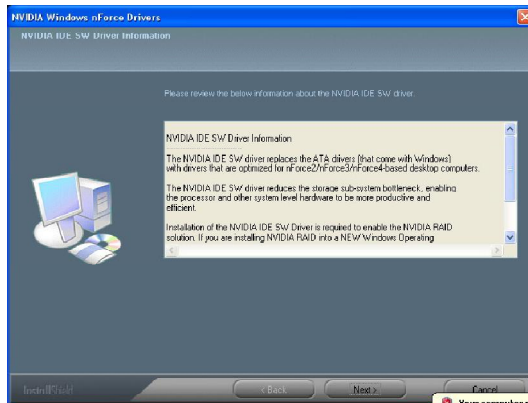 NVIDIA Windows nForce Drivers
NVIDIA IDE SW Driver Information
Please review the below information about the NVIDIA IDE SW driver.
NVIDIA IDE SW Driver Information
The NVIDIA IDE SW driver replaces the ATA drivers (that come with Windows)
with drivers that are optimized for nForce2/nForce3/nForce4-based desktop computers.
The NVIDIA IDE SW driver reduces the storage sub-system bottleneck, enabling
the processor and other system level hardware to be more productive and
efficient.
Installation of the NVIDIA IDE SW Driver is required to enable the NVIDIA RAID
solution. If you are installing NVIDIA RAID into a NEW Windows Operating
InstallShield
< Back
Next >
Cancel
Your computer